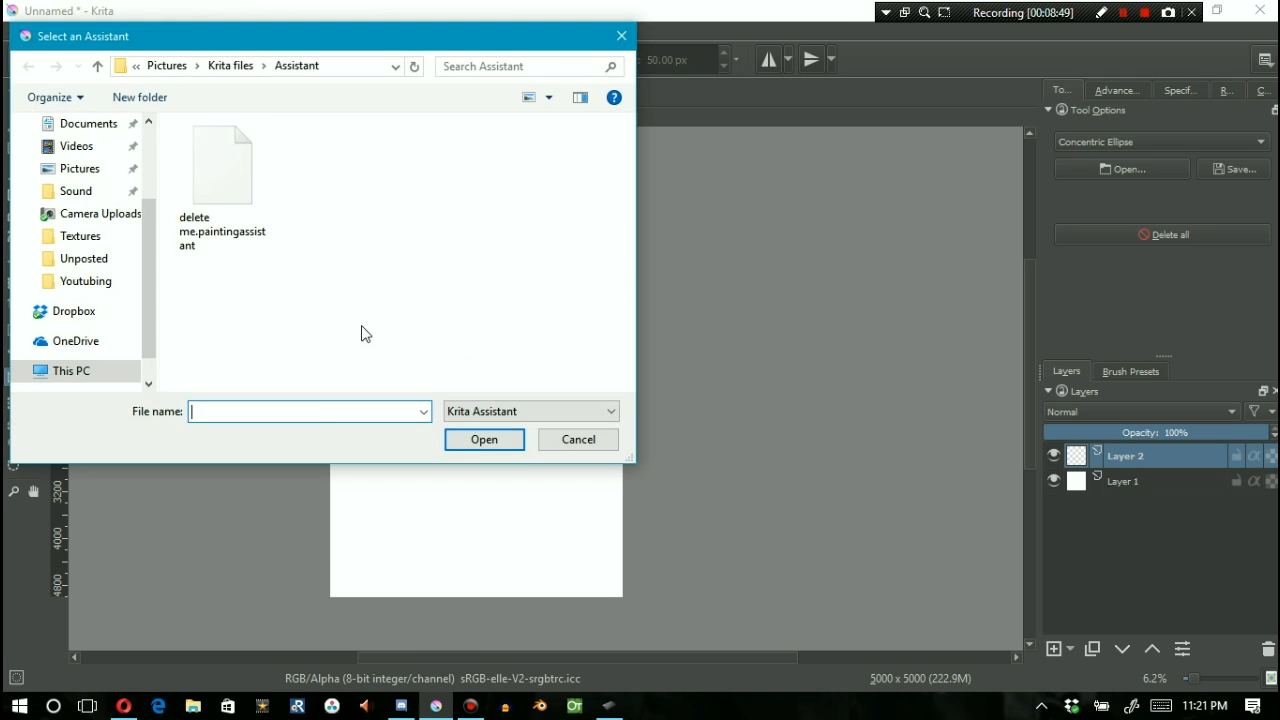 Unnamed * - Krita
Recording [00:08:49]
Select an Assistant
« Pictures › Krita files › Assistant
Search Assistant
Organize
New folder
Documents
Videos
Pictures
Sound
Camera Uploads
Textures
Unposted
Youtubing
Dropbox
OneDrive
This PC
delete
me.paintingassist
ant
File name:
Krita Assistant
Open
Cancel
50.00 px
To...
Advance...
Specif...
R...
C...
Tool Options
Concentric Ellipse
Open...
Save...
Delete all
Layers
Brush Presets
Layers
Normal
Opacity: 100%
Layer 2
Layer 1
3200
4000
4800
RGB/Alpha (8-bit integer/channel) sRGB-elle-V2-srgbtrc.icc
5000 x 5000 (222.9M)
6.2%
11:21 PM